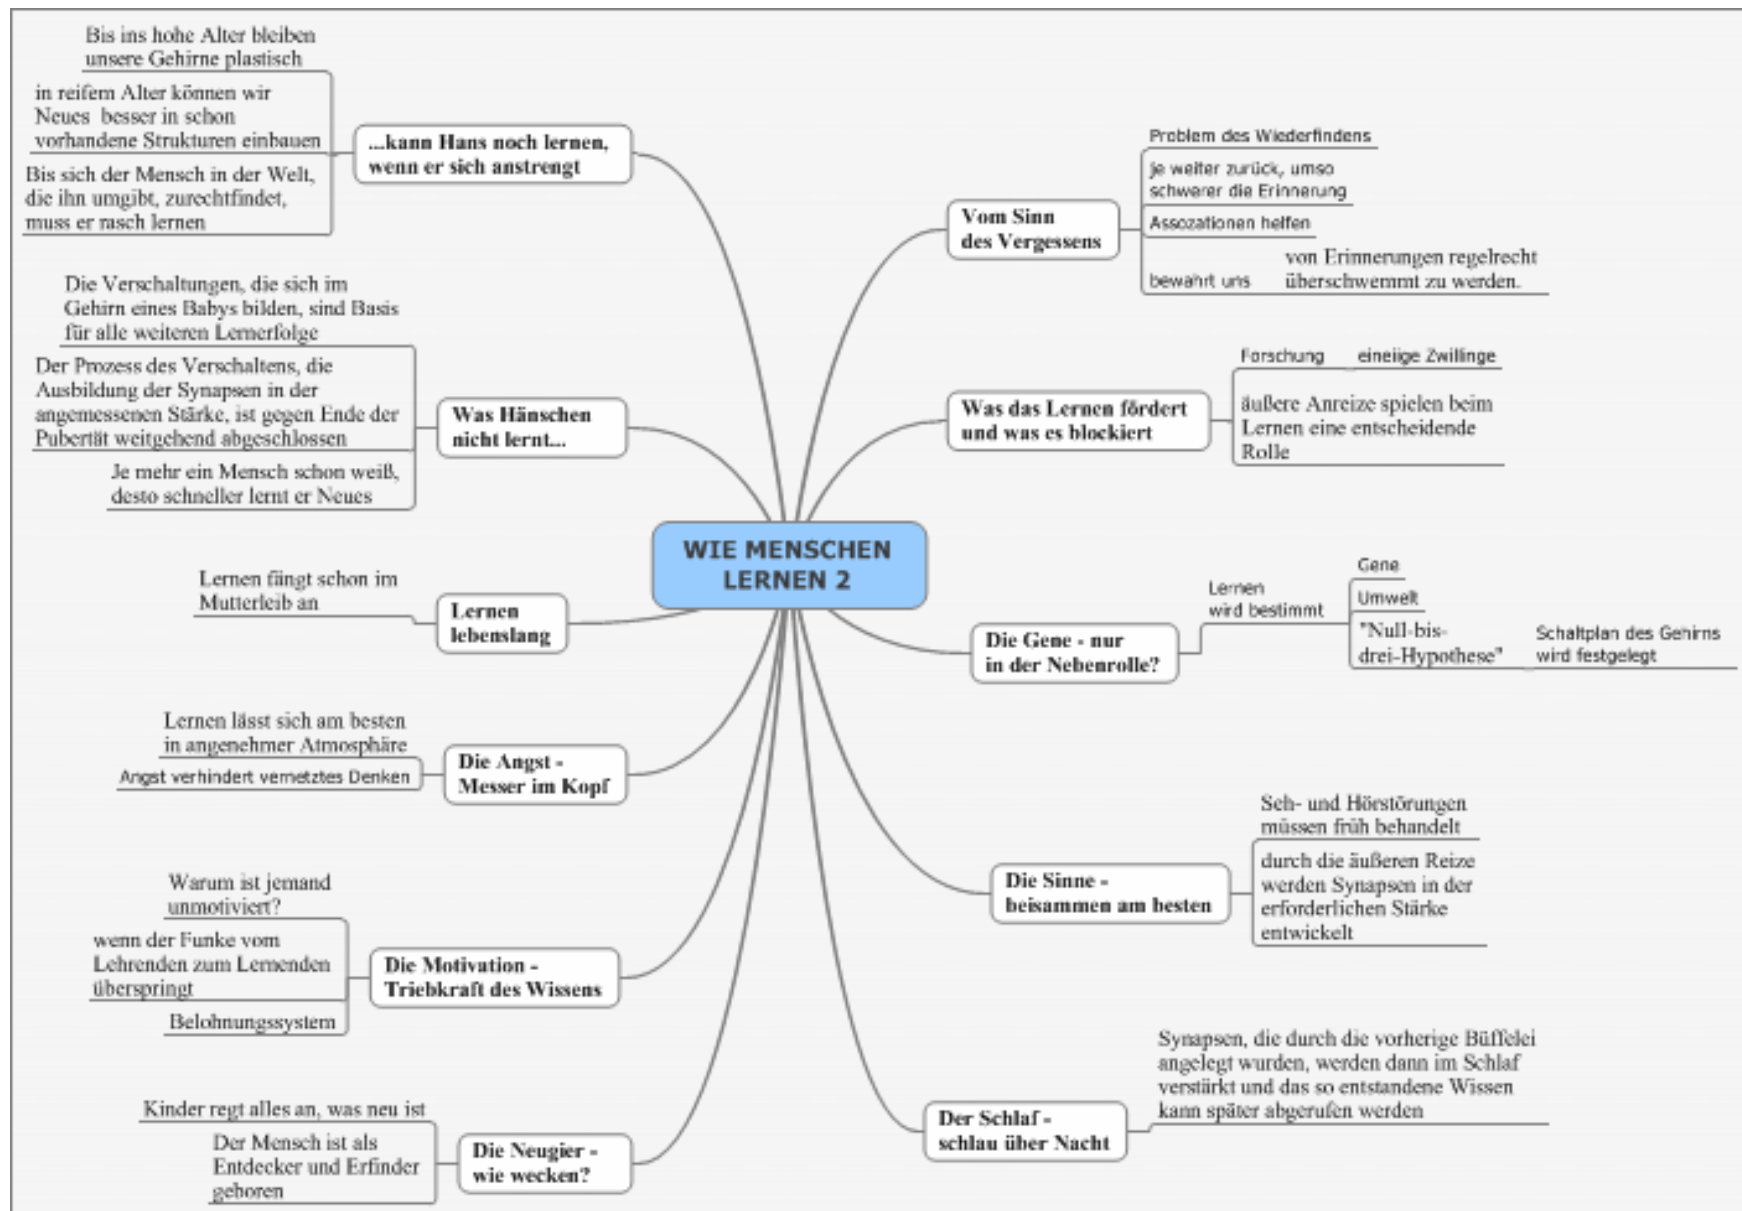 Bis ins hohe Alter bleiben
unsere Gehirne plastisch
in reifem Alter können wir
Neues besser in schon
vorhandene Strukturen einbauen
Bis sich der Mensch in der Welt,
die ihn umgibt, zurechtfindet,
muss er rasch lernen
...kann Hans noch lernen,
wenn er sich anstrengt
Die Verschaltungen, die sich im
Gehirn eines Babys bilden, sind Basis
für alle weiteren Lernerfolge
Der Prozess des Verschaltens, die
Ausbildung der Synapsen in der
angemessenen Stärke, ist gegen Ende der
Pubertät weitgehend abgeschlossen
Je mehr ein Mensch schon weiß,
desto schneller lernt er Neues
Was Hänschen
nicht lernt...
Lernen fängt schon im
Mutterleib an
Lernen
lebenslang
Lernen lässt sich am besten
in angenehmer Atmosphäre
Angst verhindert vernetztes Denken
Die Angst -
Messer im Kopf
Warum ist jemand
unmotiviert?
wenn der Funke vom
Lehrenden zum Lernenden
überspringt
Belohnungssystem
Die Motivation -
Triebkraft des Wissens
Kinder regt alles an, was neu ist
Der Mensch ist als
Entdecker und Erfinder
geboren
Die Neugier -
wie wecken?
WIE MENSCHEN
LERNEN 2
Vom Sinn
des Vergessens
Problem des Wiederfindens
je weiter zurück, umso
schwerer die Erinnerung
Assozationen helfen
bewahrt uns
von Erinnerungen regelrecht
überschwemmt zu werden.
Was das Lernen fördert
und was es blockiert
Forschung
eineiige Zwillinge
äußere Anreize spielen beim
Lernen eine entscheidende
Rolle
Die Gene - nur
in der Nebenrolle?
Lernen
wird bestimmt
Gene
Umwelt
"Null-bis-
drei-Hypothese"
Schaltplan des Gehirns
wird festgelegt
Die Sinne -
beisammen am besten
Seh- und Hörstörungen
müssen früh behandelt
durch die äußeren Reize
werden Synapsen in der
erforderlichen Stärke
entwickelt
Der Schlaf -
schlau über Nacht
Synapsen, die durch die vorherige Büffelei
angelegt wurden, werden dann im Schlaf
verstärkt und das so entstandene Wissen
kann später abgerufen werden